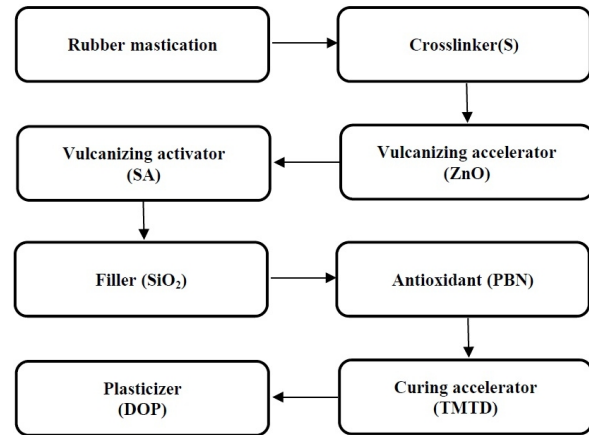 Rubber mastication
Crosslinker(S)
Vulcanizing accelerator
(ZnO)
Vulcanizing activator
(SA)
Filler (SiO₂)
Antioxidant (PBN)
Curing accelerator
(TMTD)
Plasticizer
(DOP)